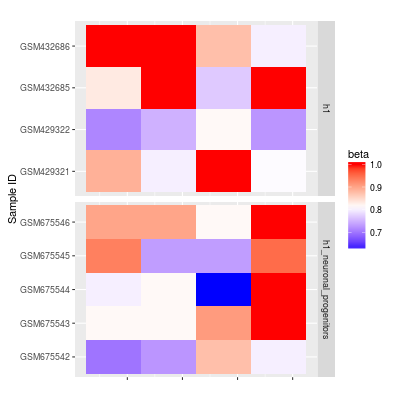 Sample ID
GSM432686
GSM432685
GSM429322
GSM429321
h1
GSM675546
GSM675545
GSM675544
GSM675543
GSM675542
h1_neuronal_progenitors
beta
1.0
0.9
0.8
0.7